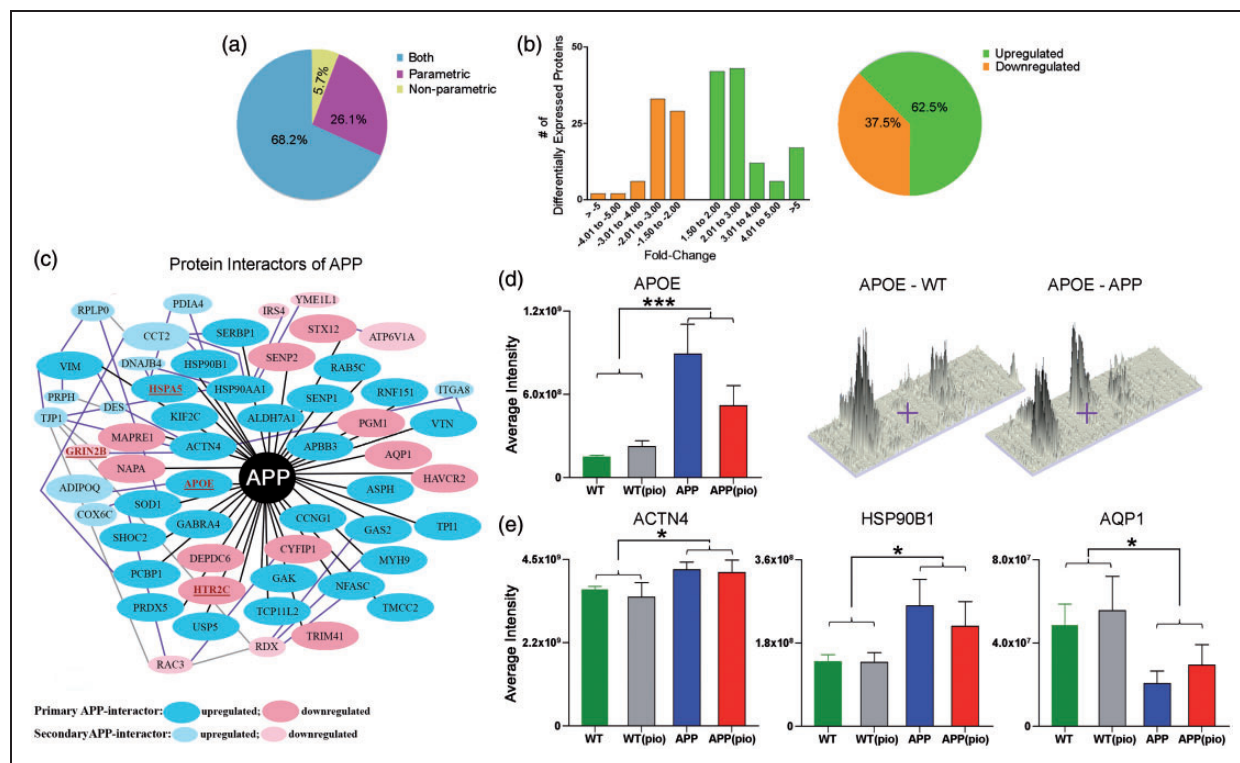 (a)
Both
Parametric
Non-parametric
5.7%
26.1%
68.2%
(b)
# of
Differentially Expressed Proteins
50
25
0
> -5
-4.01 to -5.00
-3.01 to -4.00
-2.01 to -3.00
-1.50 to -2.00
1.50 to 2.00
2.01 to 3.00
3.01 to 4.00
4.01 to 5.00
>5
Fold-Change
Upregulated
Downregulated
62.5%
37.5%
(c)
Protein Interactors of APP
RPLP0
PDIA4
IRS4
YME1L1
CCT2
SERBP1
STX12
ATP6V1A
VIM
DNAJB4
HSP90B1
SENP2
RAB5C
PRPH
HSPA5
HSP90AA1
RNF151
ITGA8
TJP1
DES
KIF2C
ALDH7A1
SENP1
PGM1
VTN
MAPRE1
ACTN4
APBB3
GRIN2B
AQP1
NAPA
APP
HAVCR2
ADIPOQ
APOE
ASPH
COX6C
SOD1
CCNG1
TPI1
SHOC2
GABRA4
GAS2
DEPDC6
CYFIP1
MYH9
PCBP1
GAK
NFASC
HTR2C
PRDX5
TCP11L2
TMCC2
USP5
TRIM41
RDX
RAC3
Primary APP-interactor: upregulated; downregulated
Secondary APP-interactor: upregulated; downregulated
(d)
APOE
Average Intensity
1.2x10⁹
6.0x10⁸
0
***
WT
WT(pio)
APP
APP(pio)
APOE - WT
APOE - APP
(e)
ACTN4
Average Intensity
4.5x10⁹
2.2x10⁹
0
*
WT
WT(pio)
APP
APP(pio)
HSP90B1
3.6x10⁸
1.8x10⁸
0
*
WT
WT(pio)
APP
APP(pio)
AQP1
8.0x10⁷
4.0x10⁷
0
*
WT
WT(pio)
APP
APP(pio)